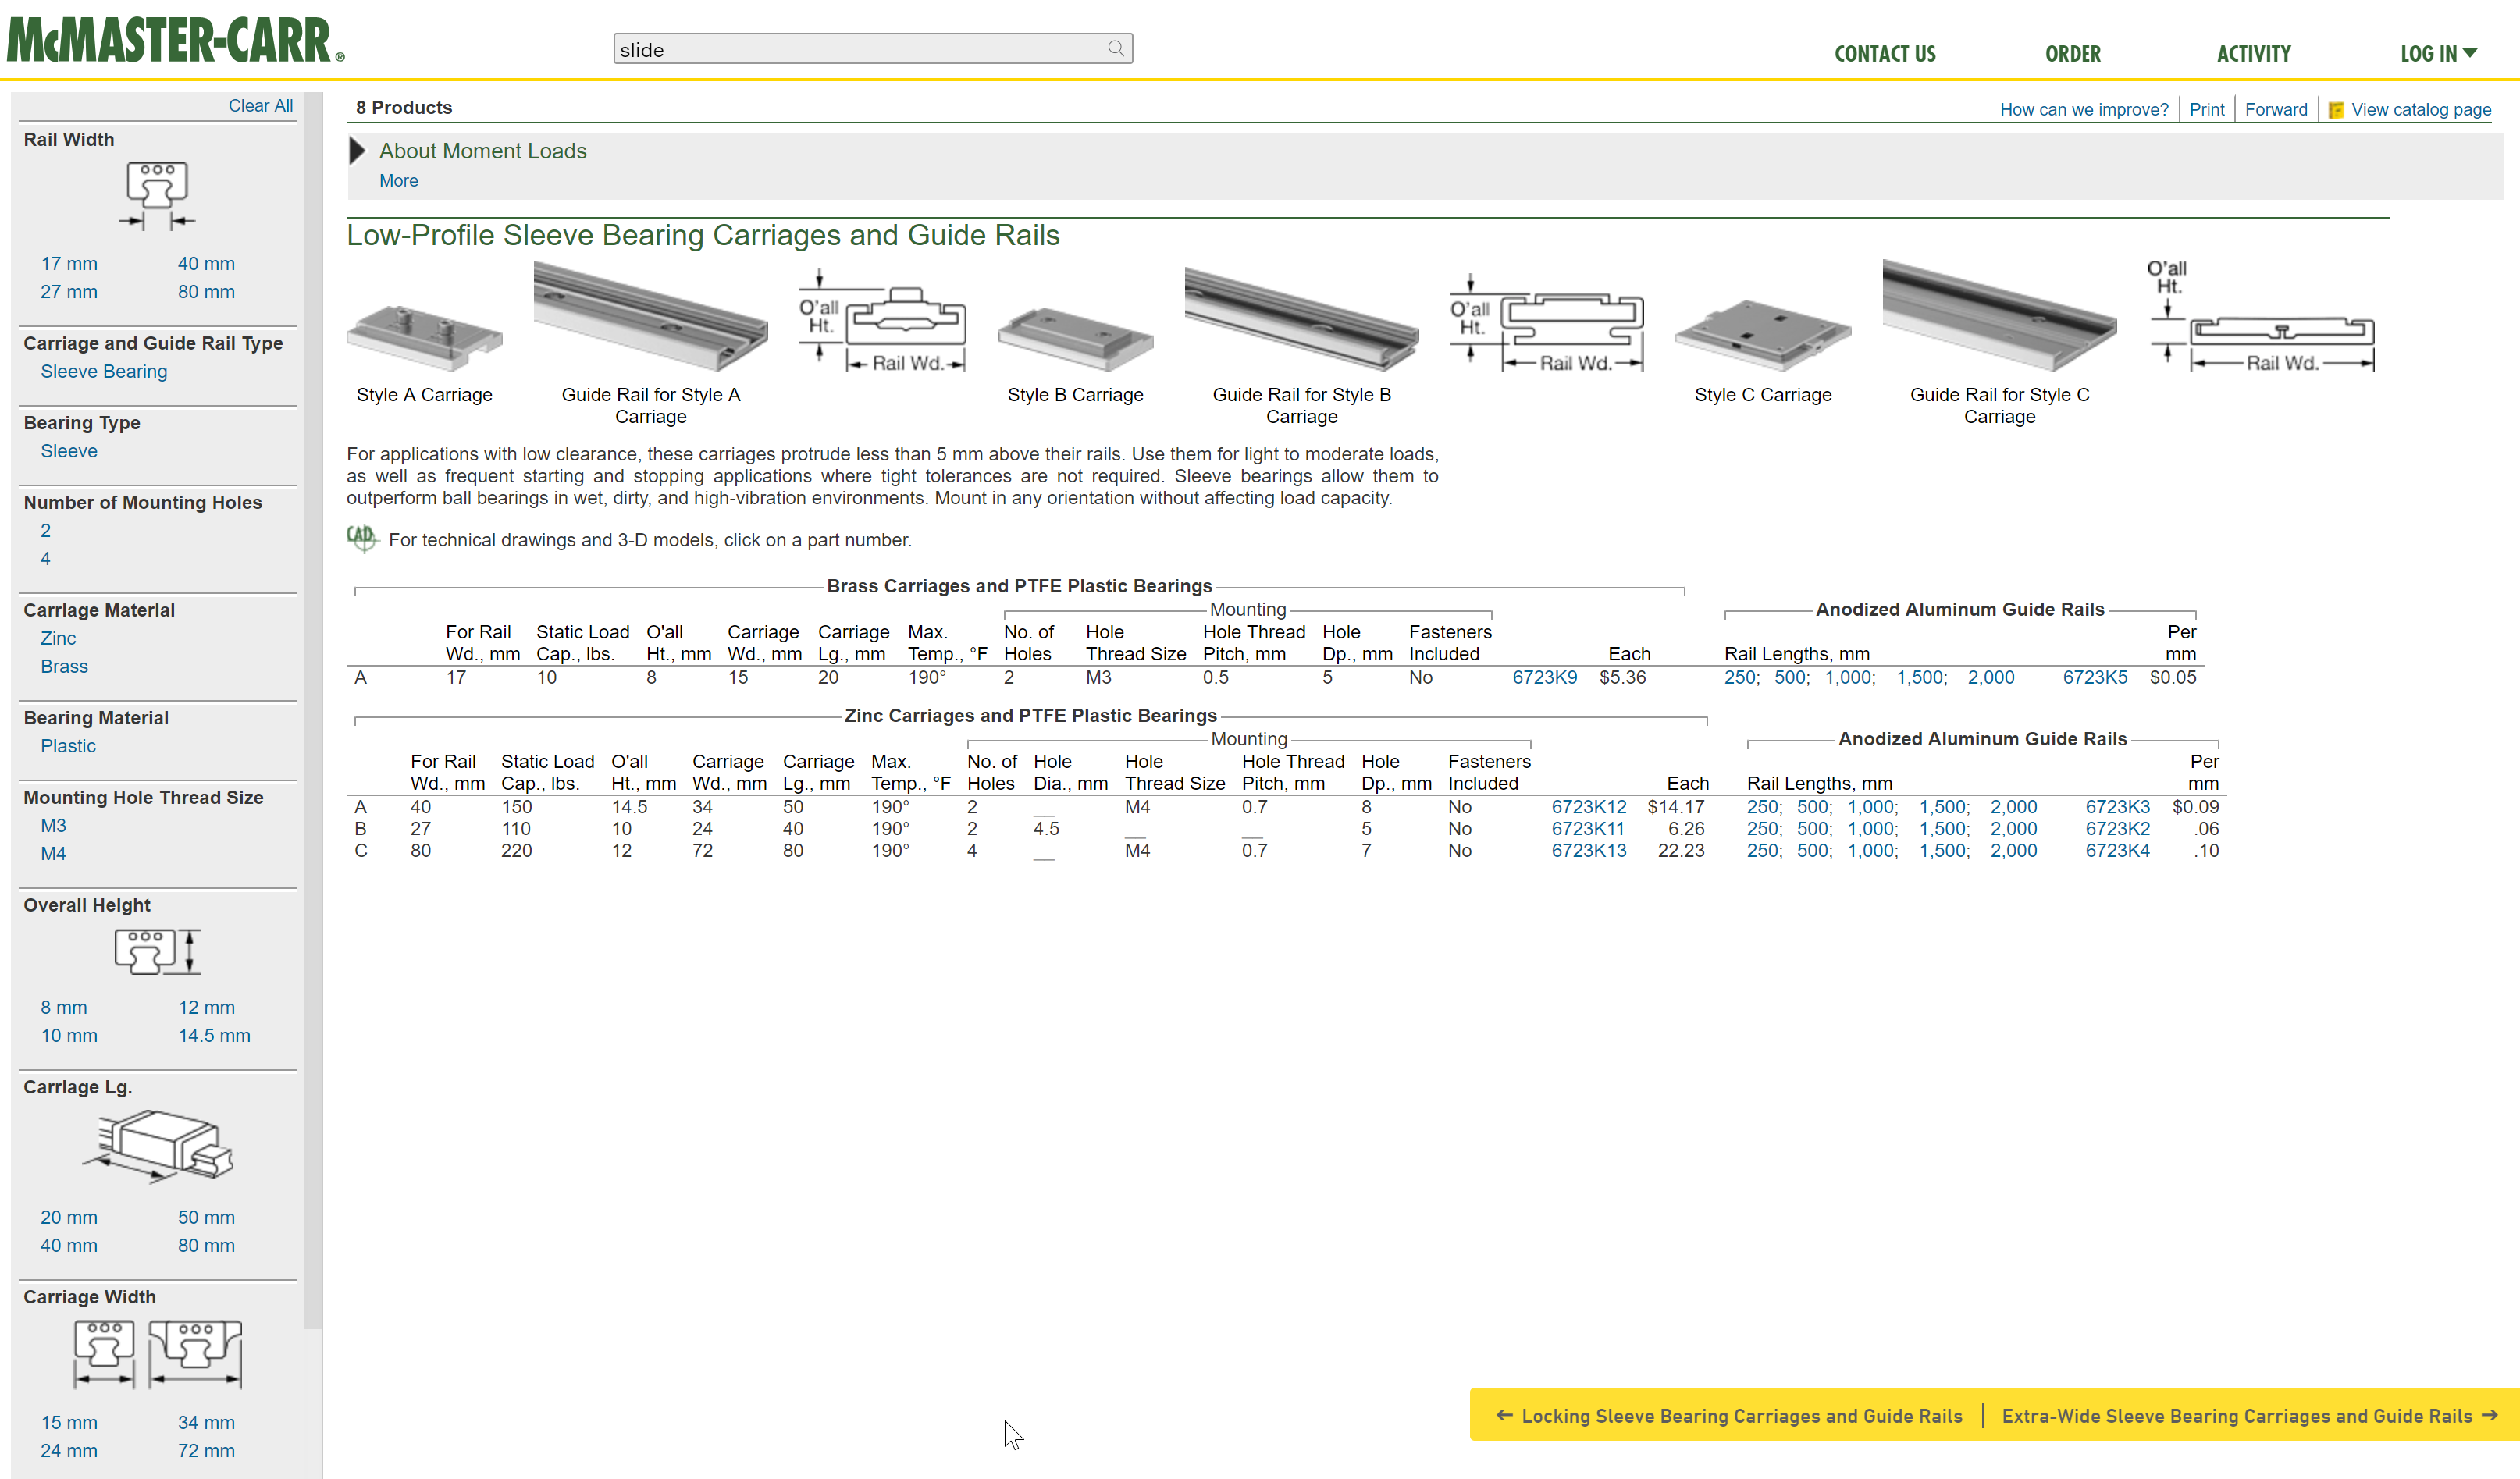 McMASTER-CARR®
slide
CONTACT US
ORDER
ACTIVITY
LOG IN
Clear All
Rail Width
17 mm 40 mm
27 mm 80 mm
Carriage and Guide Rail Type
Sleeve Bearing
Bearing Type
Sleeve
Number of Mounting Holes
2
4
Carriage Material
Zinc
Brass
Bearing Material
Plastic
Mounting Hole Thread Size
M3
M4
Overall Height
8 mm 12 mm
10 mm 14.5 mm
Carriage Lg.
20 mm 50 mm
40 mm 80 mm
Carriage Width
15 mm 34 mm
24 mm 72 mm
8 Products
How can we improve? Print Forward View catalog page
About Moment Loads
More
Low-Profile Sleeve Bearing Carriages and Guide Rails
O'all
Ht.
Rail Wd.
O'all
Ht.
Rail Wd.
O'all
Ht.
Rail Wd.
Style A Carriage
Guide Rail for Style A
Carriage
Style B Carriage
Guide Rail for Style B
Carriage
Style C Carriage
Guide Rail for Style C
Carriage
For applications with low clearance, these carriages protrude less than 5 mm above their rails. Use them for light to moderate loads,
as well as frequent starting and stopping applications where tight tolerances are not required. Sleeve bearings allow them to
outperform ball bearings in wet, dirty, and high-vibration environments. Mount in any orientation without affecting load capacity.
CAD For technical drawings and 3-D models, click on a part number.
Brass Carriages and PTFE Plastic Bearings
Mounting Anodized Aluminum Guide Rails
For Rail Static Load O'all Carriage Carriage Max. No. of Hole Hole Thread Hole Fasteners Per
Wd., mm Cap., lbs. Ht., mm Wd., mm Lg., mm Temp., °F Holes Thread Size Pitch, mm Dp., mm Included Each Rail Lengths, mm mm
A 17 10 8 15 20 190° 2 M3 0.5 5 No 6723K9 $5.36 250; 500; 1,000; 1,500; 2,000 6723K5 $0.05
Zinc Carriages and PTFE Plastic Bearings
Mounting Anodized Aluminum Guide Rails
For Rail Static Load O'all Carriage Carriage Max. No. of Hole Hole Hole Thread Hole Fasteners Per
Wd., mm Cap., lbs. Ht., mm Wd., mm Lg., mm Temp., °F Holes Dia., mm Thread Size Pitch, mm Dp., mm Included Each Rail Lengths, mm mm
A 40 150 14.5 34 50 190° 2 __ M4 0.7 8 No 6723K12 $14.17 250; 500; 1,000; 1,500; 2,000 6723K3 $0.09
B 27 110 10 24 40 190° 2 4.5 __ __ 5 No 6723K11 6.26 250; 500; 1,000; 1,500; 2,000 6723K2 .06
C 80 220 12 72 80 190° 4 __ M4 0.7 7 No 6723K13 22.23 250; 500; 1,000; 1,500; 2,000 6723K4 .10
← Locking Sleeve Bearing Carriages and Guide Rails | Extra-Wide Sleeve Bearing Carriages and Guide Rails →